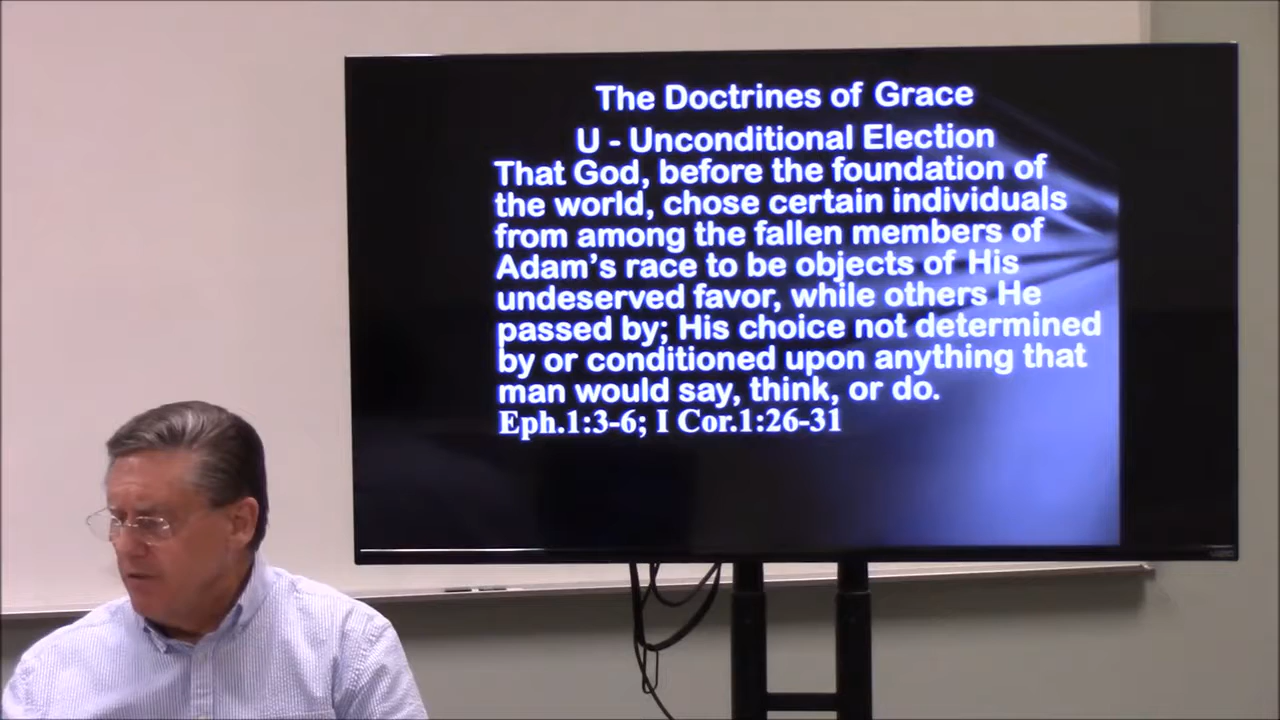 The Doctrines of Grace
U - Unconditional Election
That God, before the foundation of
the world, chose certain individuals
from among the fallen members of
Adam's race to be objects of His
undeserved favor, while others He
passed by; His choice not determined
by or conditioned upon anything that
man would say, think, or do.
Eph.1:3-6; I Cor.1:26-31
VIZIO